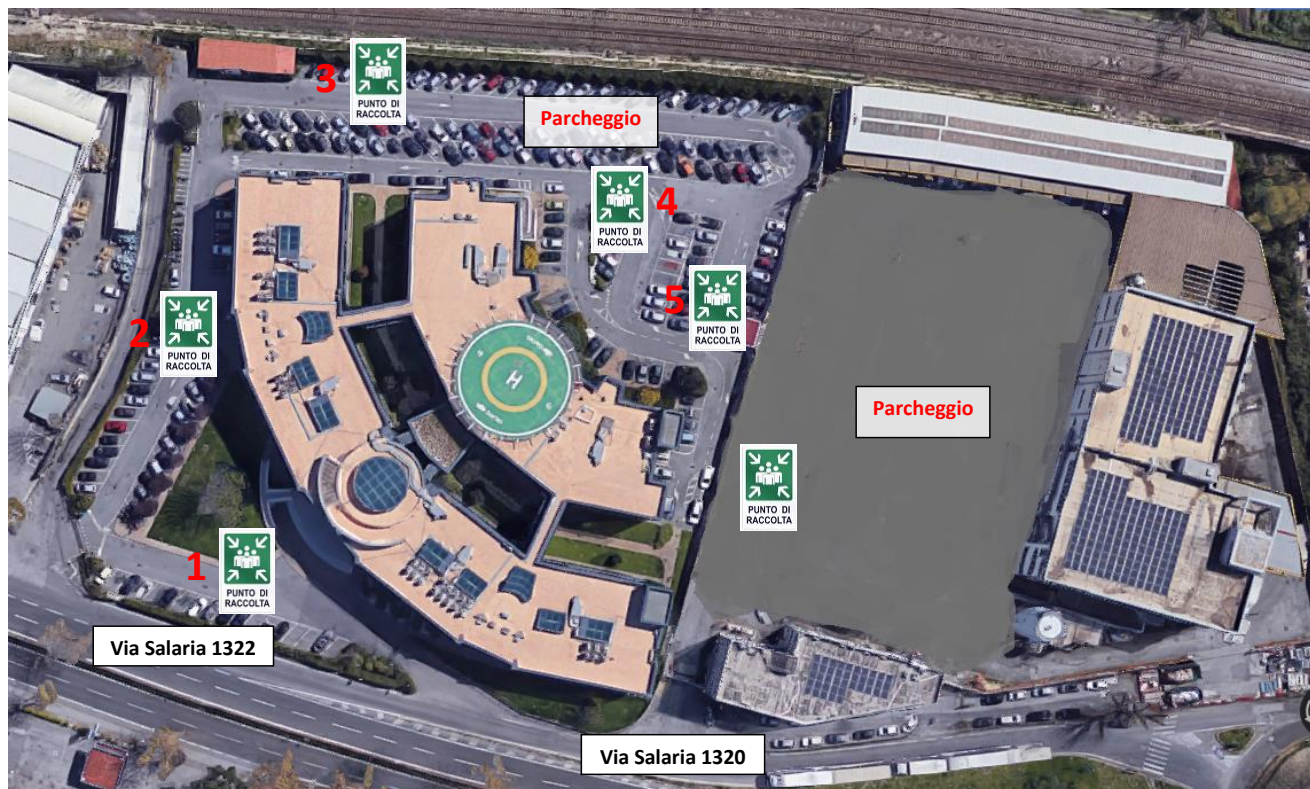 3
PUNTO DI
RACCOLTA
Parcheggio
4
PUNTO DI
RACCOLTA
5
PUNTO DI
RACCOLTA
2
PUNTO DI
RACCOLTA
H
Parcheggio
PUNTO DI
RACCOLTA
1
PUNTO DI
RACCOLTA
Via Salaria 1322
Via Salaria 1320